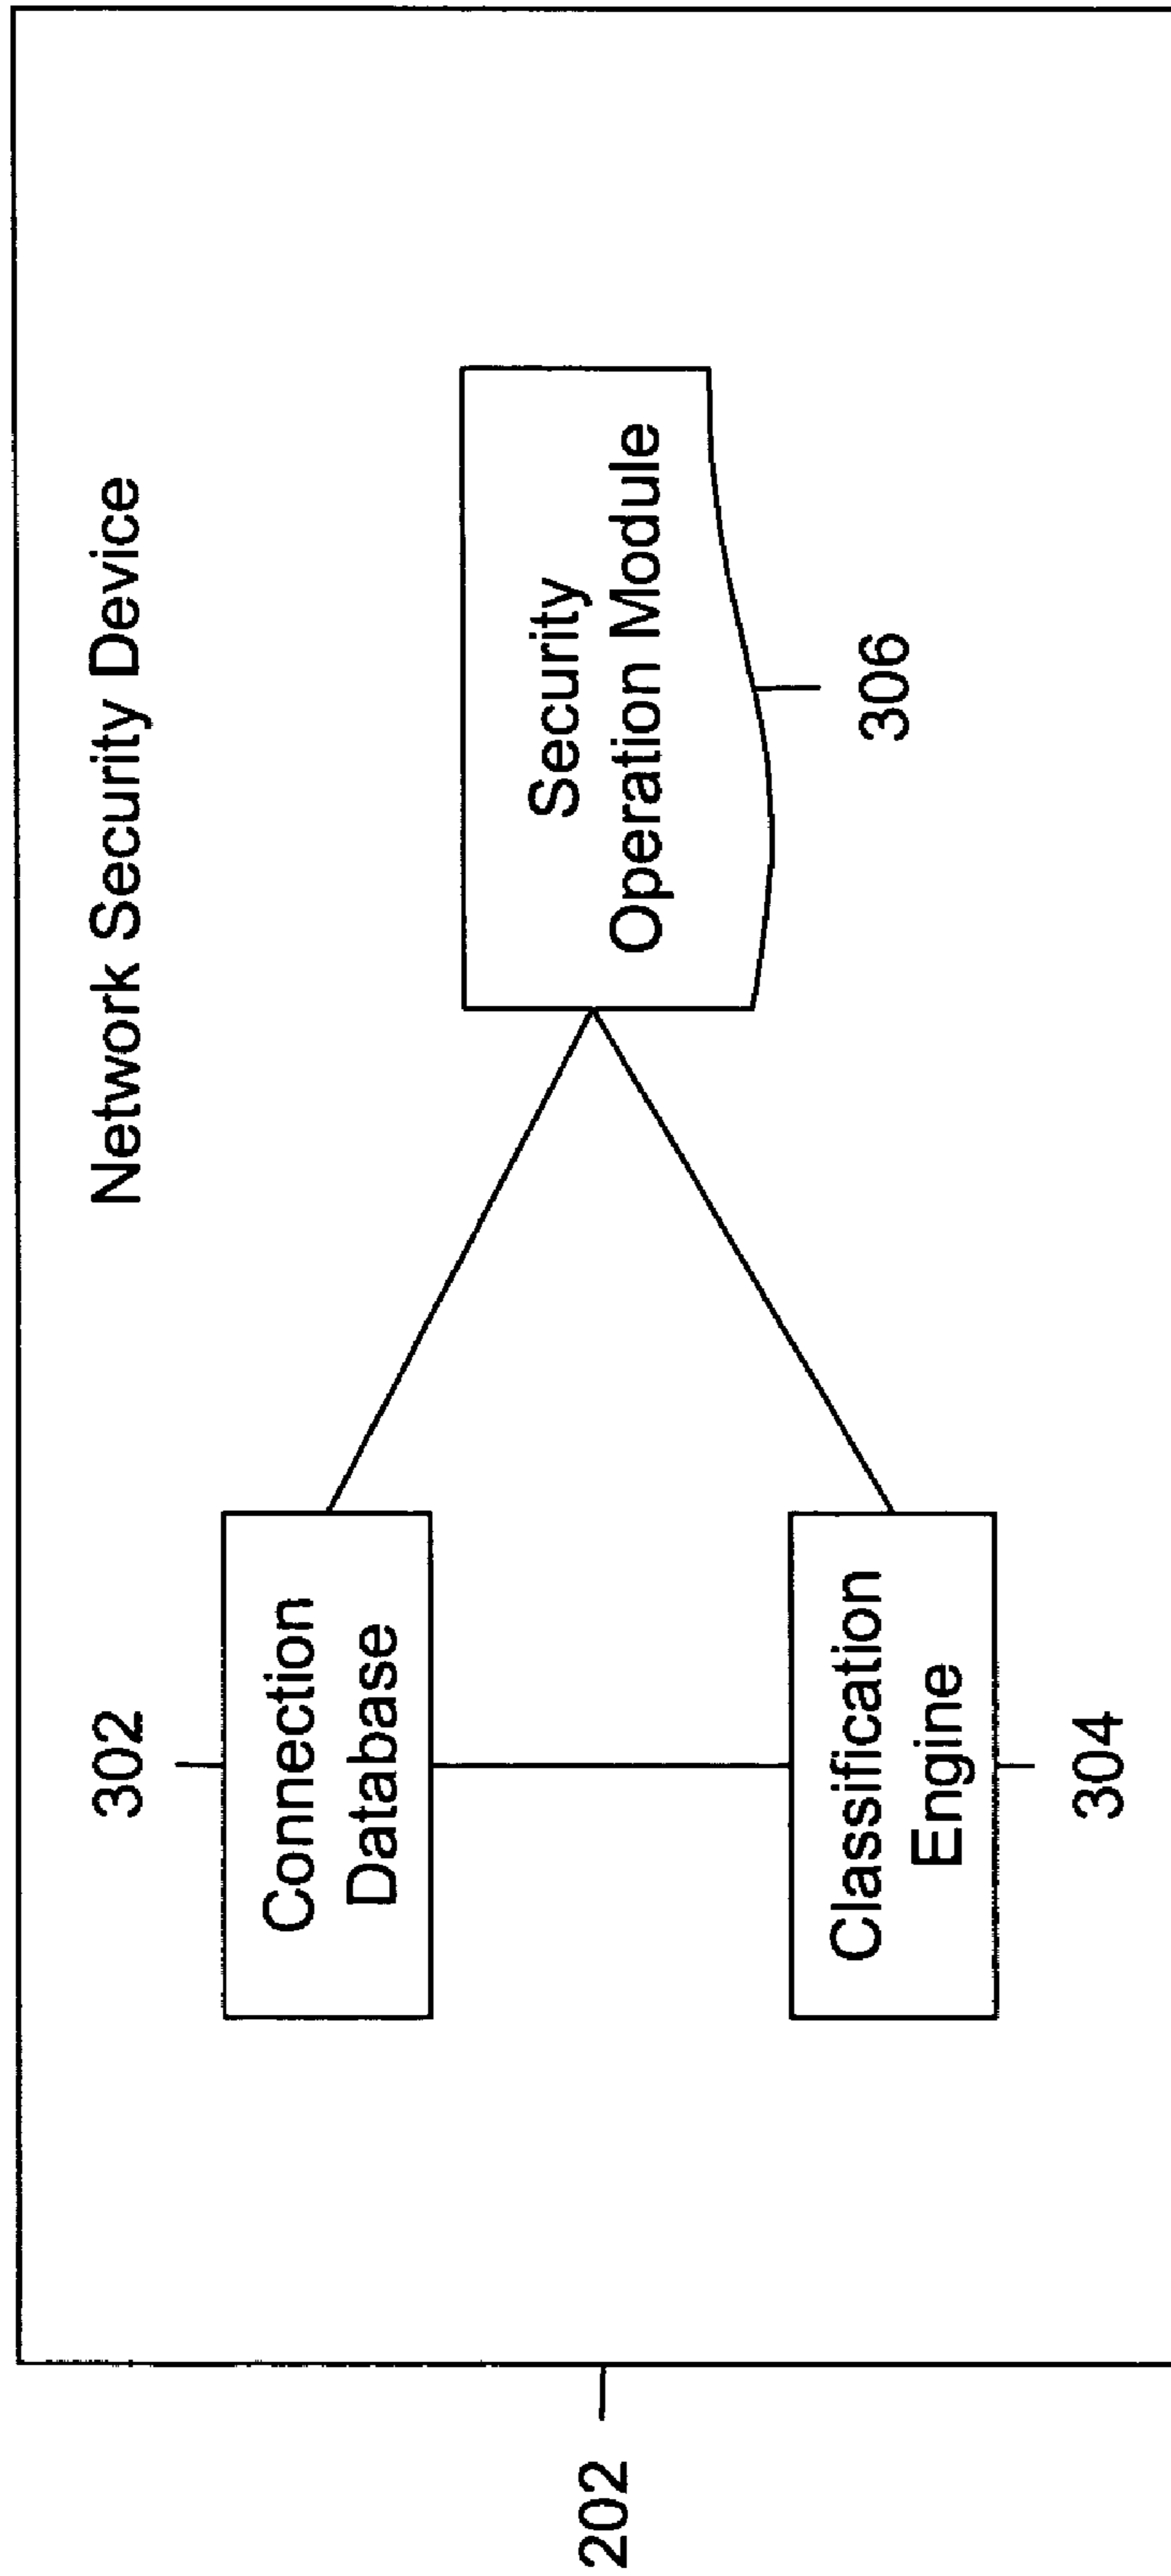 Network Security Device
202
302
Connection
Database
Classification
Engine
304
Security
Operation Module
306